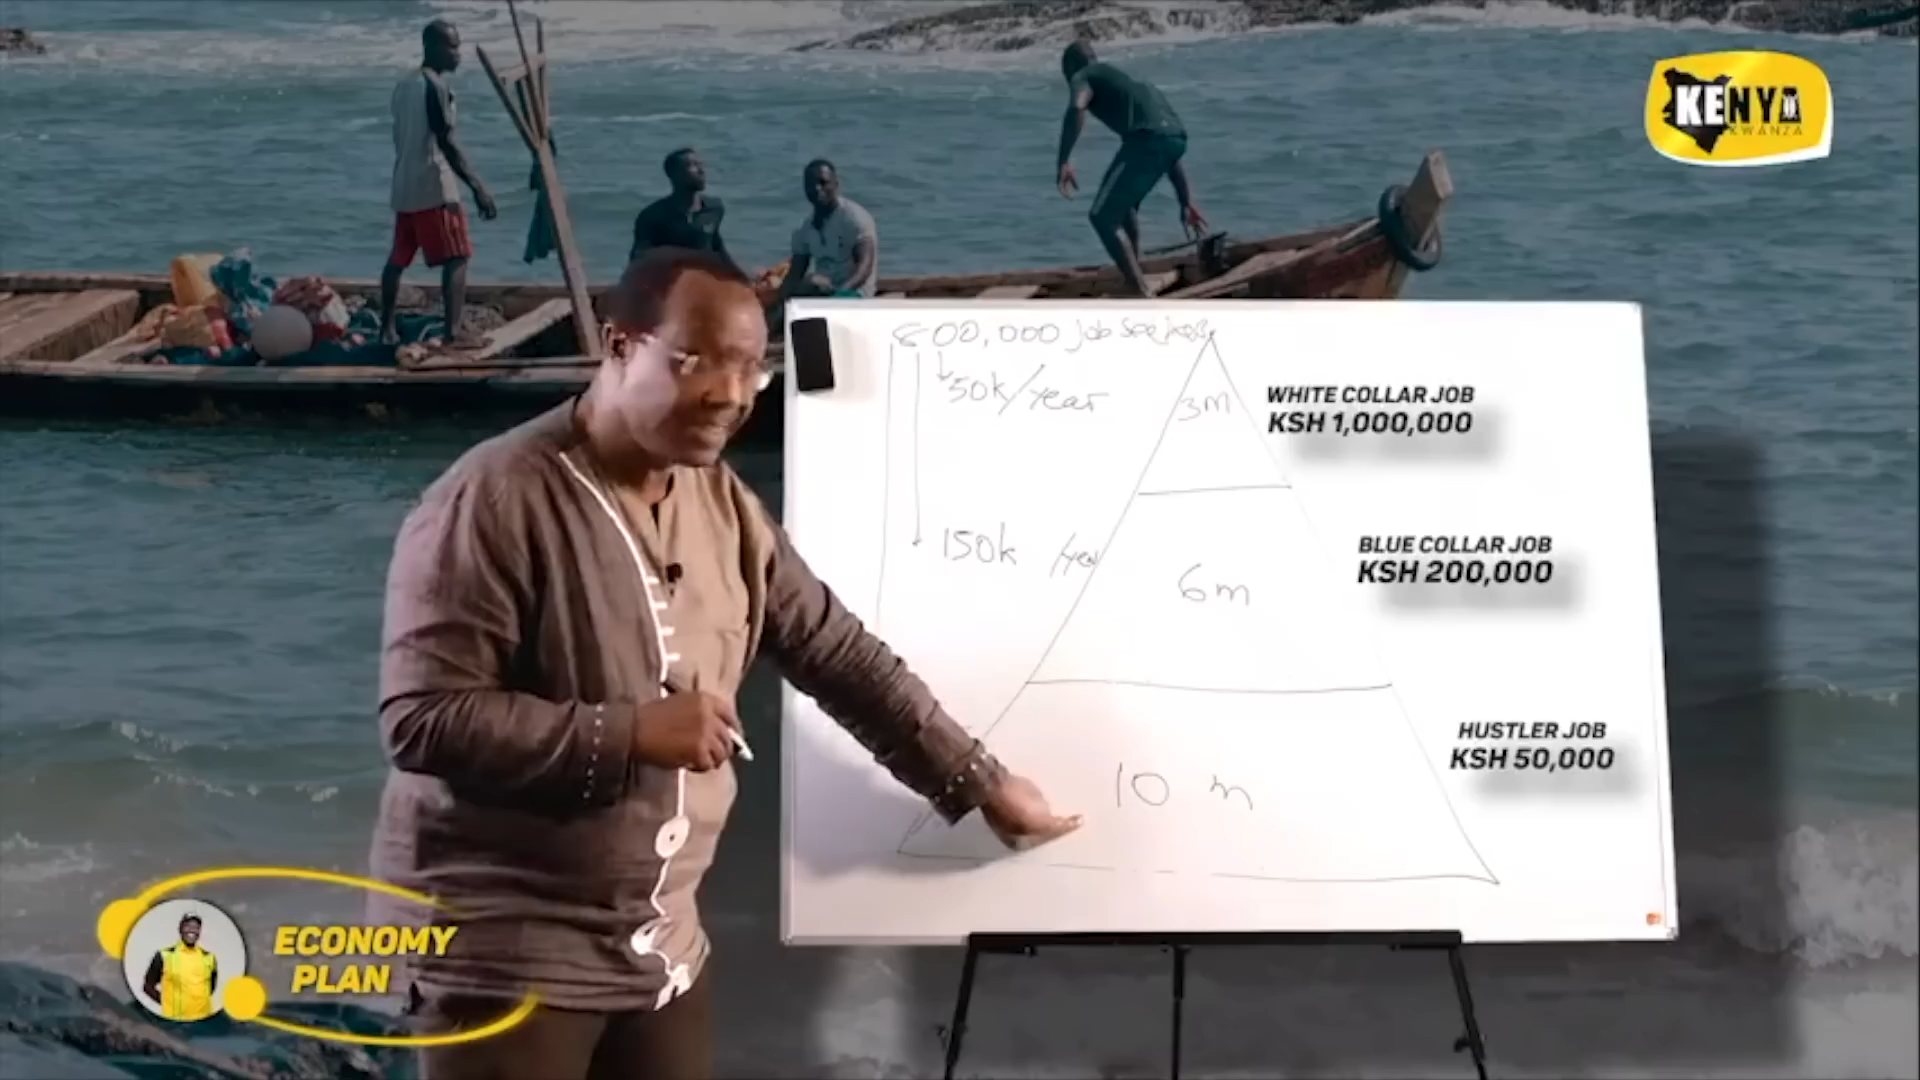 KENYA
KWANZA
800,000 Job Seekers
50k/year
3m
WHITE COLLAR JOB
KSH 1,000,000
150k /year
6m
BLUE COLLAR JOB
KSH 200,000
10 m
HUSTLER JOB
KSH 50,000
ECONOMY
PLAN